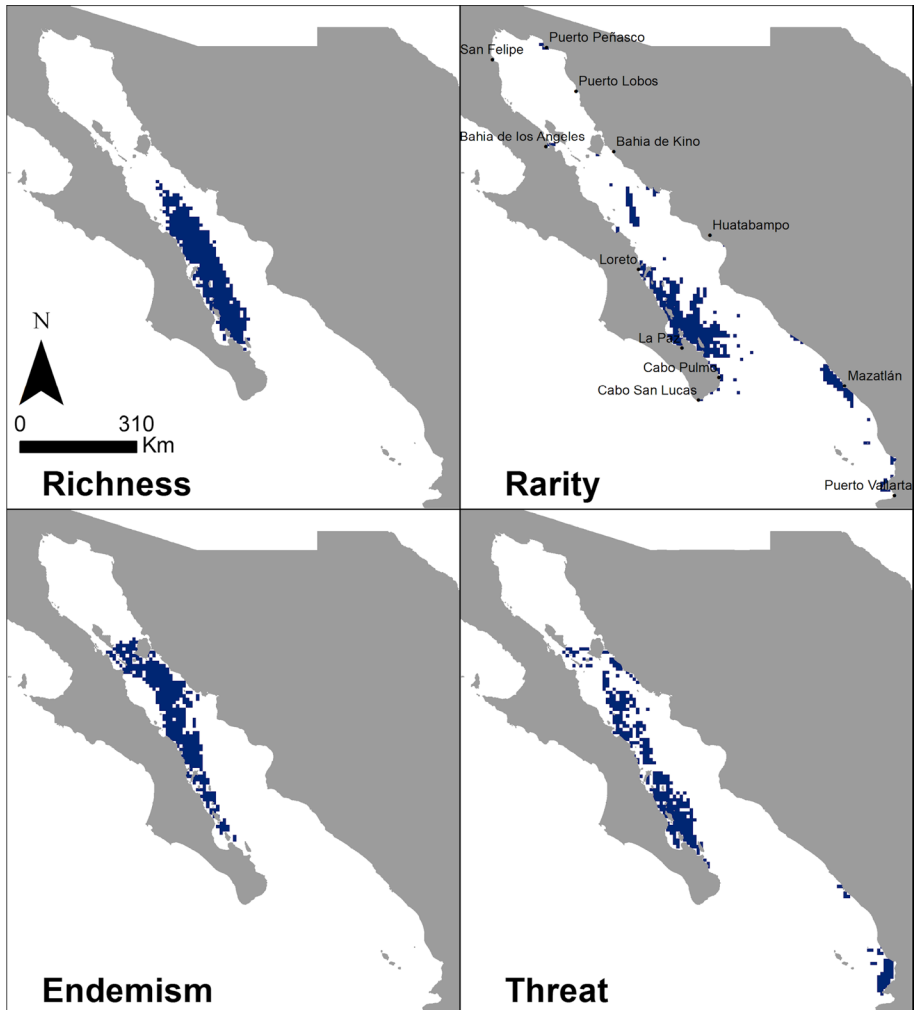 San Felipe
Puerto Peñasco
Puerto Lobos
Bahia de los Angeles
Bahia de Kino
Huatabampo
Loreto
La Paz
Cabo Pulmo
Cabo San Lucas
Mazatlán
Puerto Vallarta
N
0 310
Km
Richness
Rarity
Endemism
Threat